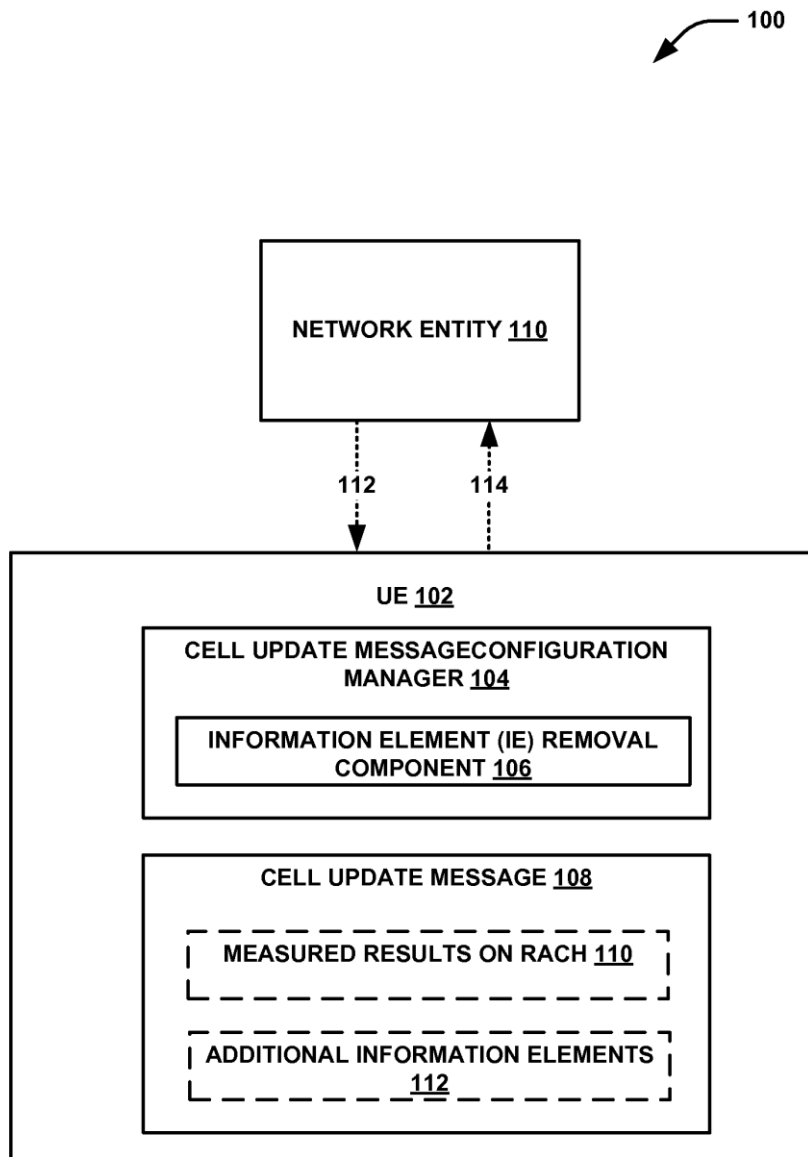 100
NETWORK ENTITY 110
112
114
UE 102
CELL UPDATE MESSAGECONFIGURATION
MANAGER 104
INFORMATION ELEMENT (IE) REMOVAL
COMPONENT 106
CELL UPDATE MESSAGE 108
MEASURED RESULTS ON RACH 110
ADDITIONAL INFORMATION ELEMENTS
112